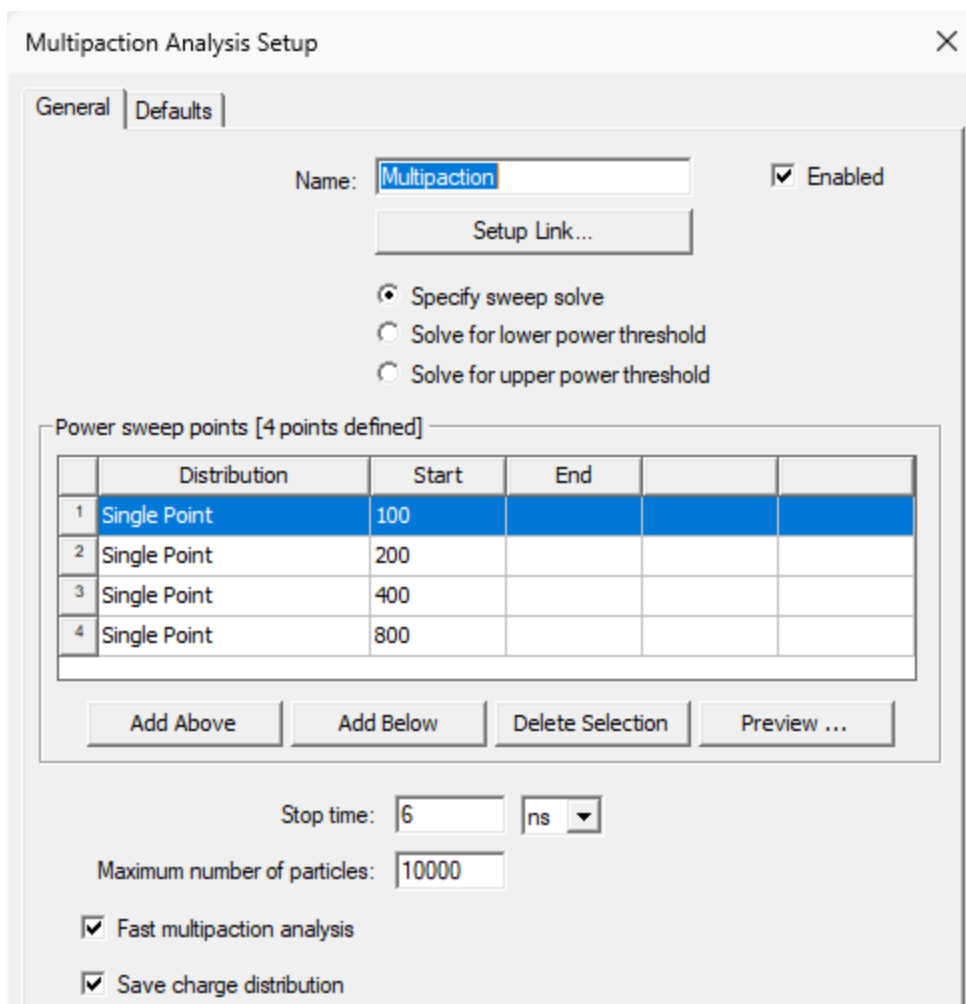 Multipaction Analysis Setup
General Defaults
Name: Multipaction Enabled
Setup Link...
Specify sweep solve
Solve for lower power threshold
Solve for upper power threshold
Power sweep points [4 points defined]
Distribution Start End
1 Single Point 100
2 Single Point 200
3 Single Point 400
4 Single Point 800
Add Above Add Below Delete Selection Preview ...
Stop time: 6 ns
Maximum number of particles: 10000
Fast multipaction analysis
Save charge distribution